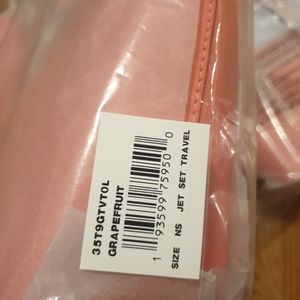 35T9GTVT0L
GRAPEFRUIT
1 93599 75950 0
SIZE NS JET SET TRAVEL